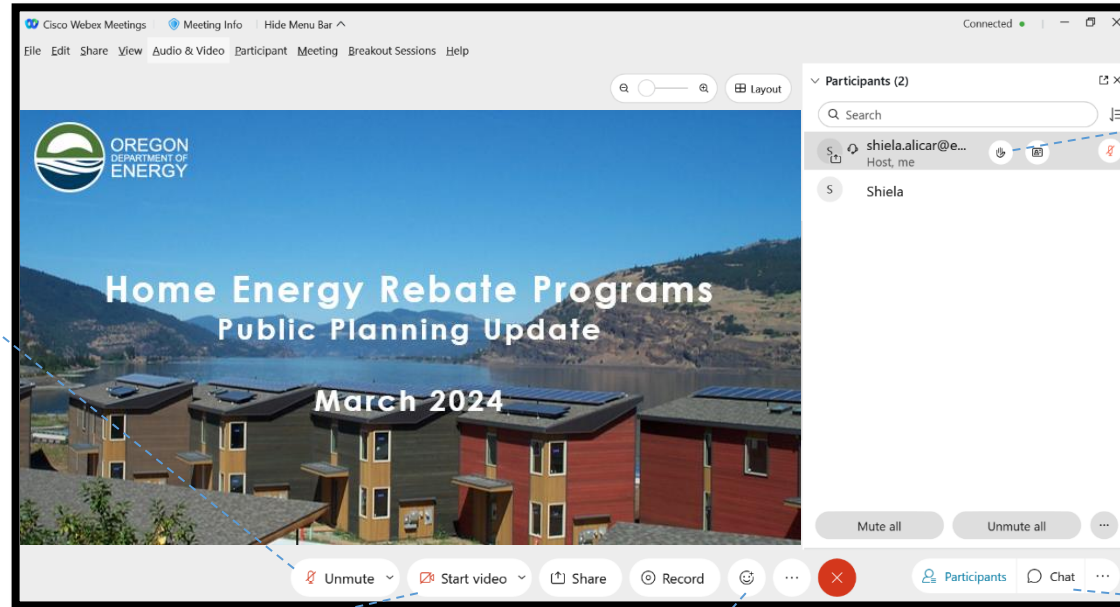 Cisco Webex Meetings Meeting Info Hide Menu Bar Connected
File Edit Share View Audio & Video Participant Meeting Breakout Sessions Help
Layout
Participants (2)
Search
S shiela.alicar@e...
Host, me
S Shiela
OREGON
DEPARTMENT OF
ENERGY
Home Energy Rebate Programs
Public Planning Update
March 2024
Mute all Unmute all ...
Unmute Start video Share Record ... Participants Chat ...